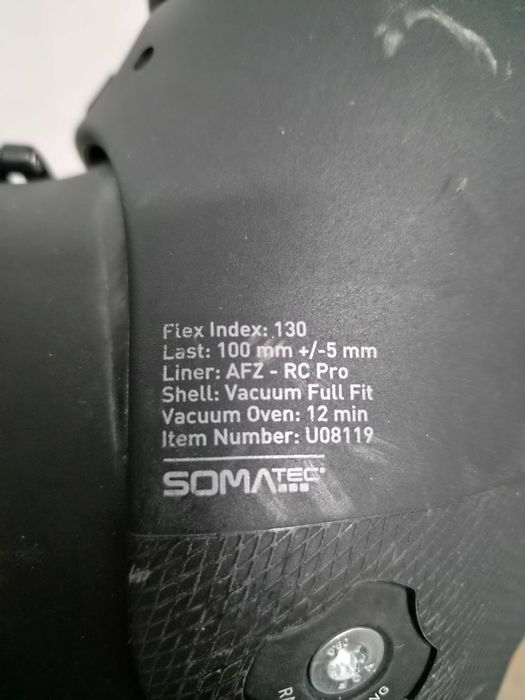 Flex Index: 130
Last: 100 mm +/-5 mm
Liner: AFZ - RC Pro
Shell: Vacuum Full Fit
Vacuum Oven: 12 min
Item Number: U08119
SOMATEC